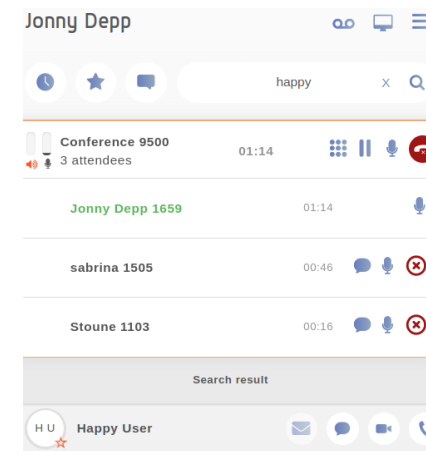 Jonny Depp
happy X
Conference 9500
3 attendees
01:14
Jonny Depp 1659 01:14
sabrina 1505 00:46
Stoune 1103 00:16
Search result
H U Happy User